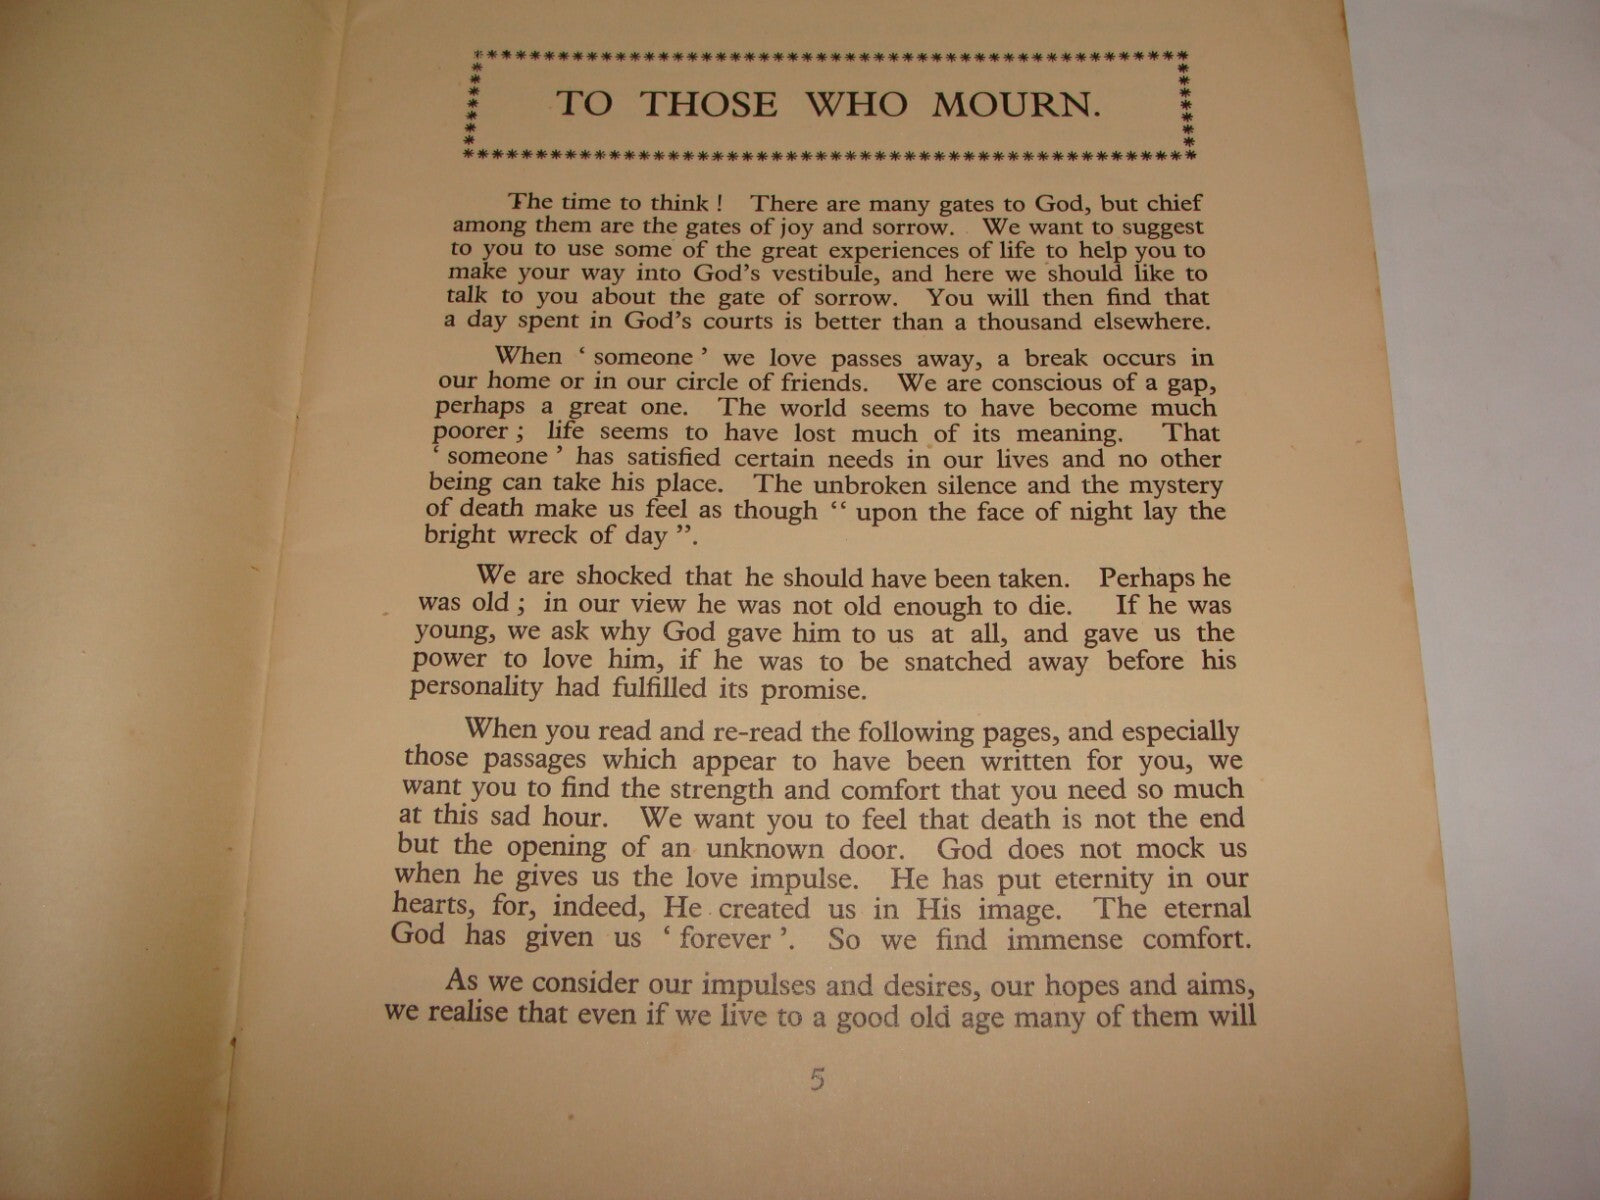 TO THOSE WHO MOURN.
The time to think ! There are many gates to God, but chief
among them are the gates of joy and sorrow. We want to suggest
to you to use some of the great experiences of life to help you to
make your way into God's vestibule, and here we should like to
talk to you about the gate of sorrow. You will then find that
a day spent in God's courts is better than a thousand elsewhere.
When ‘ someone ’ we love passes away, a break occurs in
our home or in our circle of friends. We are conscious of a gap,
perhaps a great one. The world seems to have become much
poorer ; life seems to have lost much of its meaning. That
‘ someone ’ has satisfied certain needs in our lives and no other
being can take his place. The unbroken silence and the mystery
of death make us feel as though “ upon the face of night lay the
bright wreck of day ”.
We are shocked that he should have been taken. Perhaps he
was old ; in our view he was not old enough to die. If he was
young, we ask why God gave him to us at all, and gave us the
power to love him, if he was to be snatched away before his
personality had fulfilled its promise.
When you read and re-read the following pages, and especially
those passages which appear to have been written for you, we
want you to find the strength and comfort that you need so much
at this sad hour. We want you to feel that death is not the end
but the opening of an unknown door. God does not mock us
when he gives us the love impulse. He has put eternity in our
hearts, for, indeed, He created us in His image. The eternal
God has given us ‘ forever ’. So we find immense comfort.
As we consider our impulses and desires, our hopes and aims,
we realise that even if we live to a good old age many of them will
5